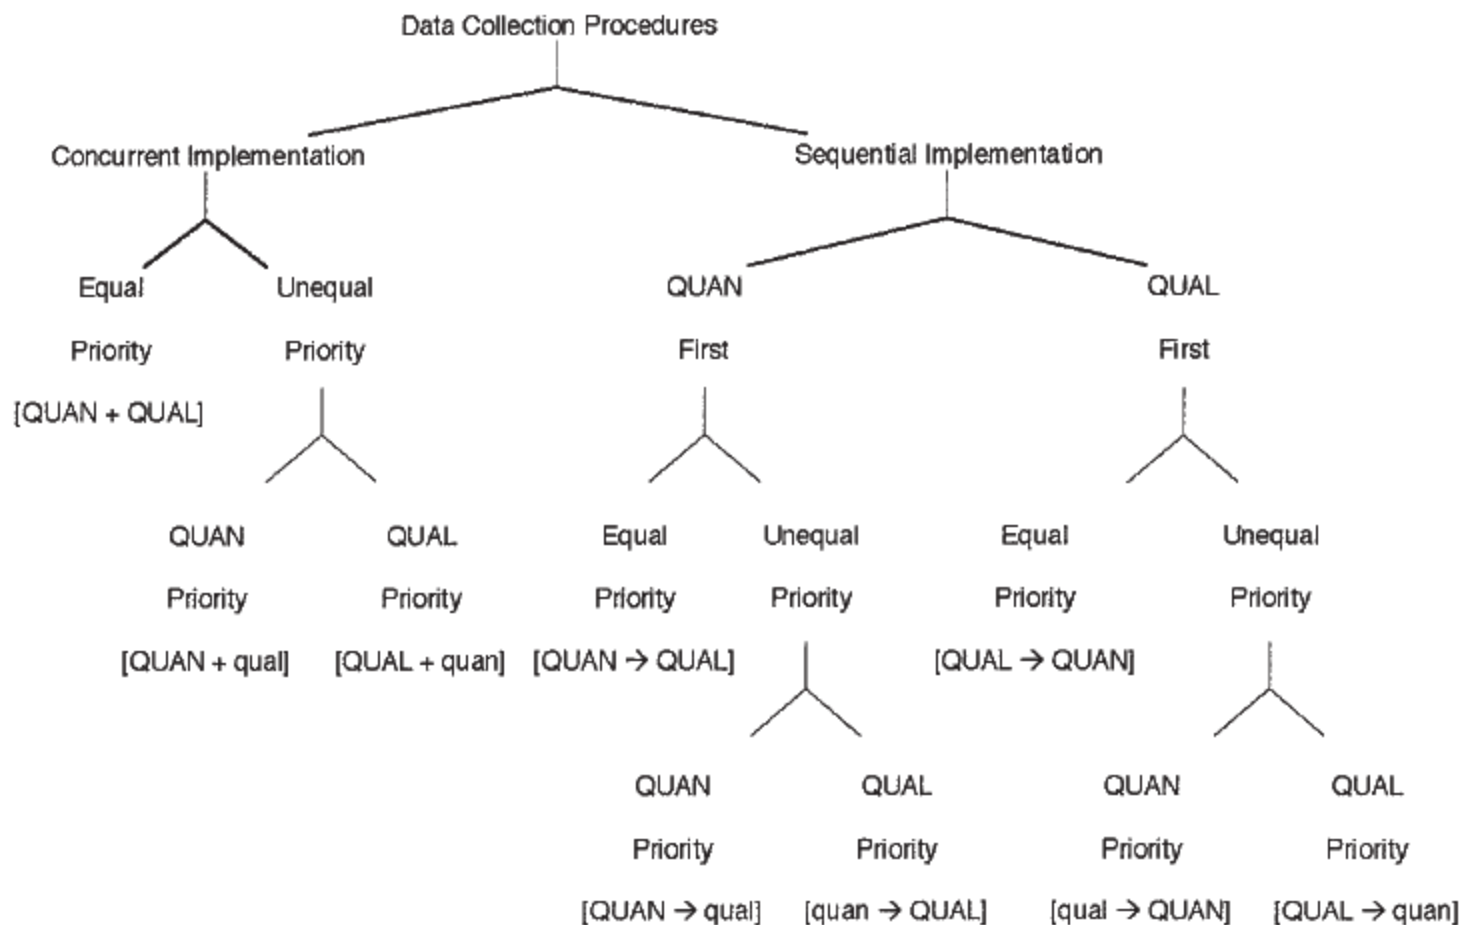 Data Collection Procedures
Concurrent Implementation
Sequential Implementation
Equal
Priority
[QUAN + QUAL]
Unequal
Priority
QUAN
First
QUAL
First
QUAN
Priority
[QUAN + qual]
QUAL
Priority
[QUAL + quan]
Equal
Priority
[QUAN → QUAL]
Unequal
Priority
Equal
Priority
[QUAL → QUAN]
Unequal
Priority
QUAN
Priority
[QUAN → qual]
QUAL
Priority
[quan → QUAL]
QUAN
Priority
[qual → QUAN]
QUAL
Priority
[QUAL → quan]